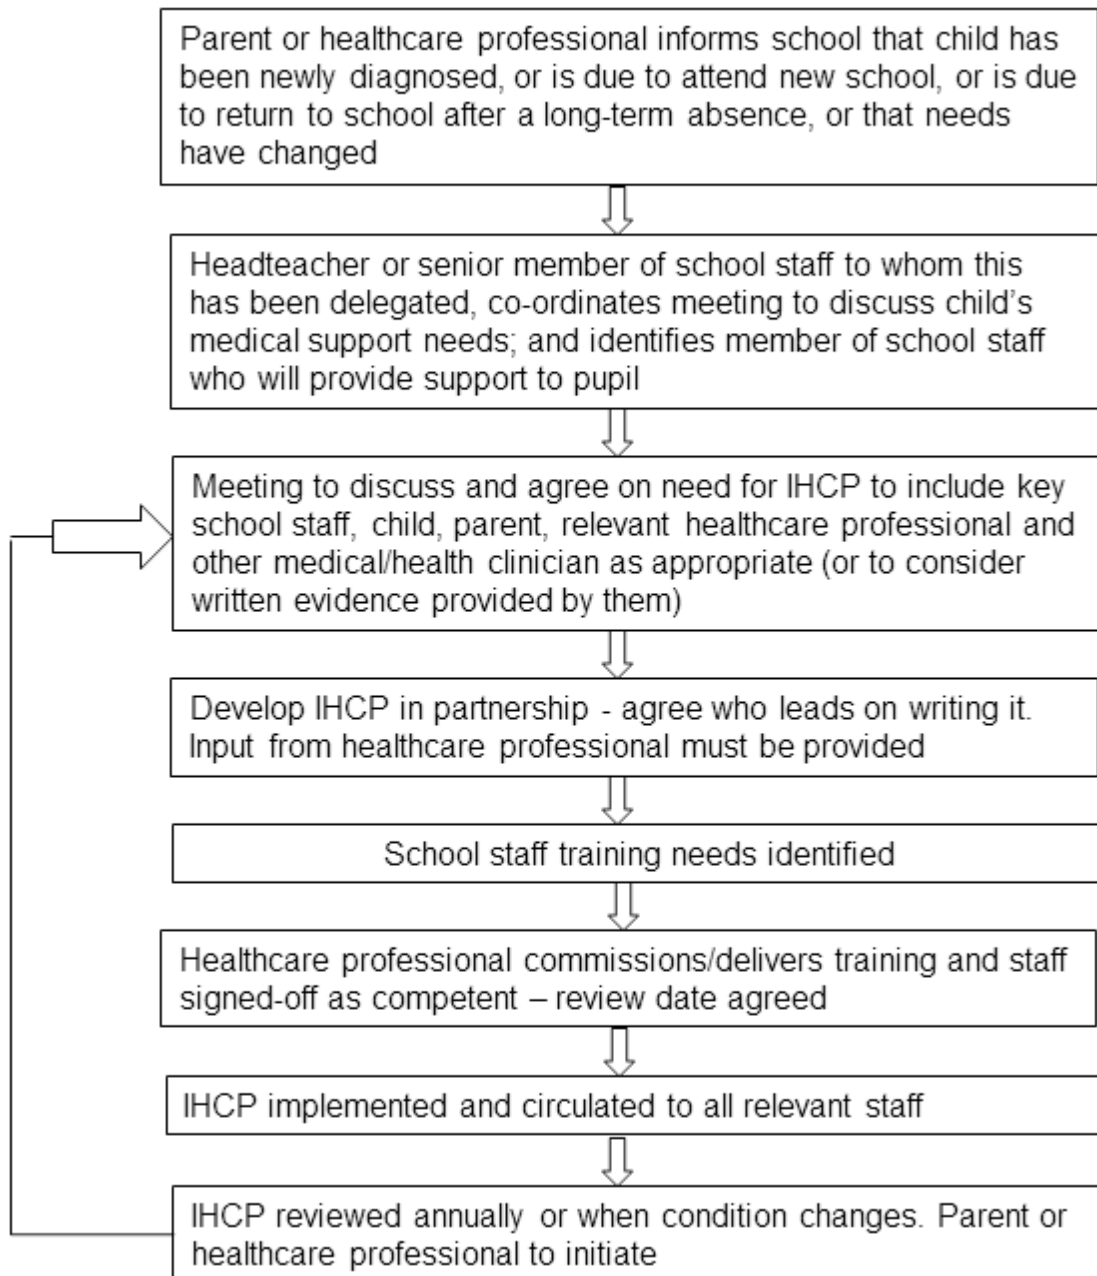 Parent or healthcare professional informs school that child has
been newly diagnosed, or is due to attend new school, or is due
to return to school after a long-term absence, or that needs
have changed
Headteacher or senior member of school staff to whom this
has been delegated, co-ordinates meeting to discuss child’s
medical support needs; and identifies member of school staff
who will provide support to pupil
Meeting to discuss and agree on need for IHCP to include key
school staff, child, parent, relevant healthcare professional and
other medical/health clinician as appropriate (or to consider
written evidence provided by them)
Develop IHCP in partnership - agree who leads on writing it.
Input from healthcare professional must be provided
School staff training needs identified
Healthcare professional commissions/delivers training and staff
signed-off as competent – review date agreed
IHCP implemented and circulated to all relevant staff
IHCP reviewed annually or when condition changes. Parent or
healthcare professional to initiate